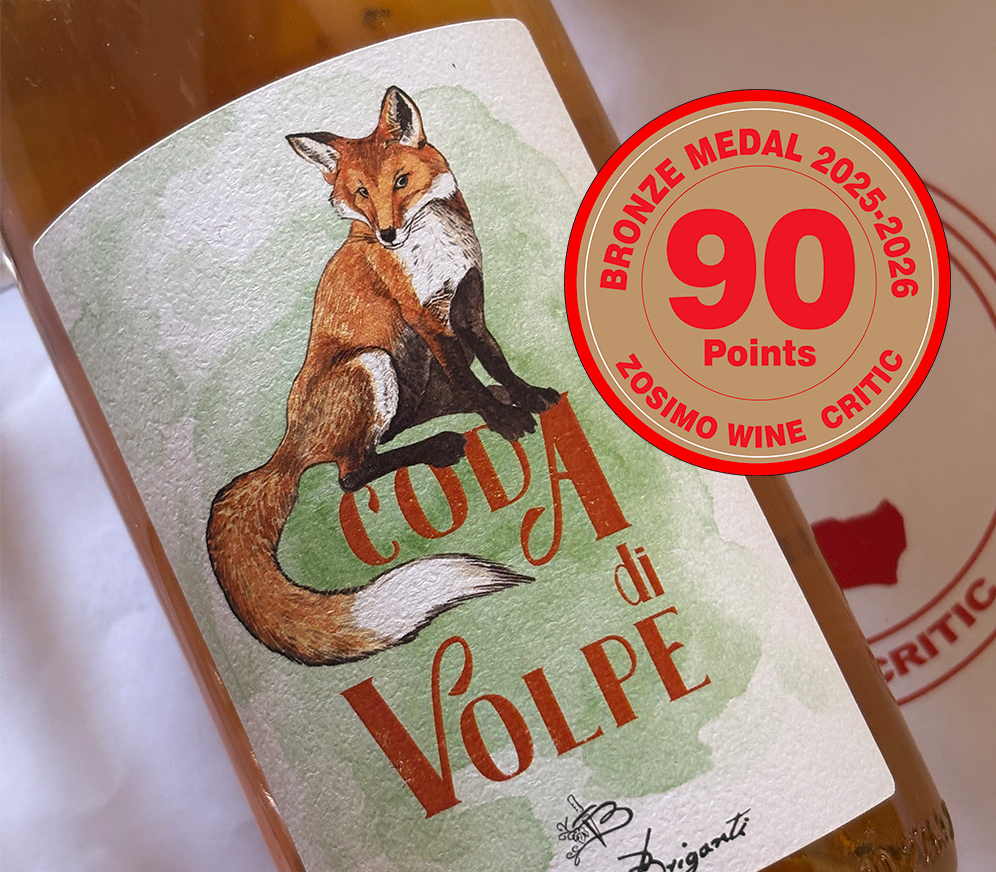 CODA
di
VOLPE
B
Briganti
BRONZE MEDAL 2025-2026
90
Points
ZOSIMO WINE CRITIC
CRITIC